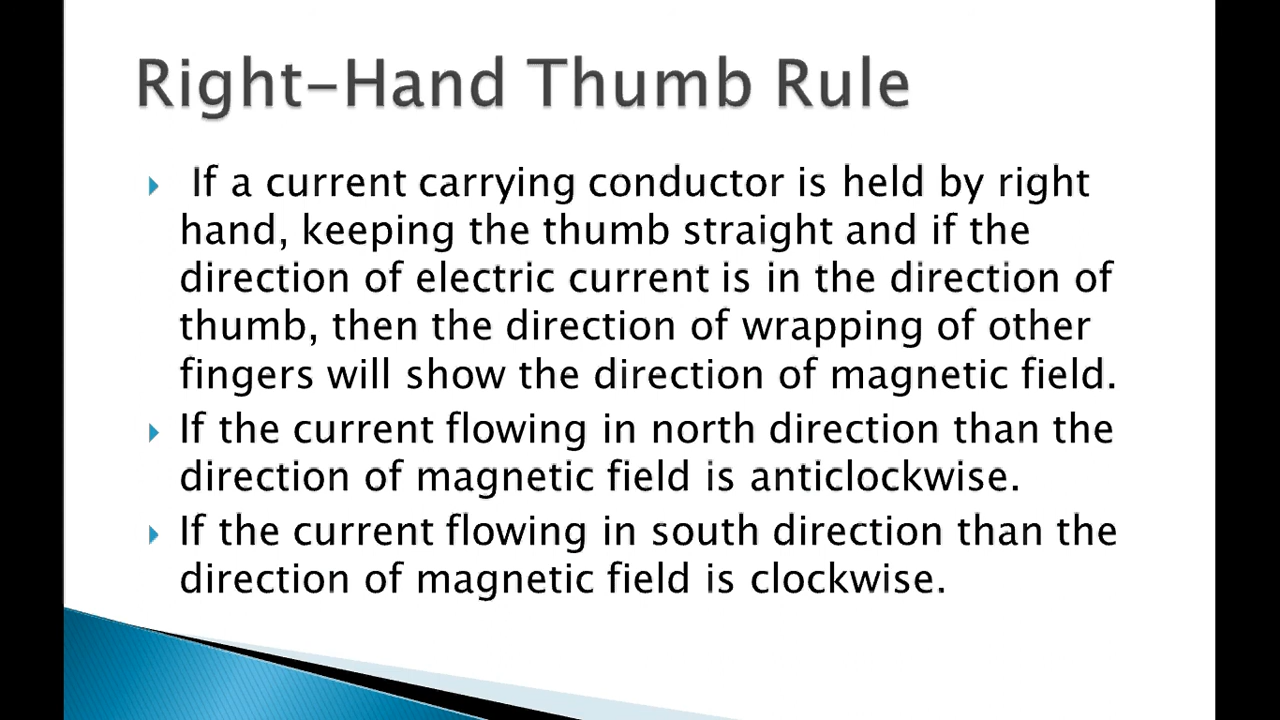 Right-Hand Thumb Rule
If a current carrying conductor is held by right
hand, keeping the thumb straight and if the
direction of electric current is in the direction of
thumb, then the direction of wrapping of other
fingers will show the direction of magnetic field.
If the current flowing in north direction than the
direction of magnetic field is anticlockwise.
If the current flowing in south direction than the
direction of magnetic field is clockwise.